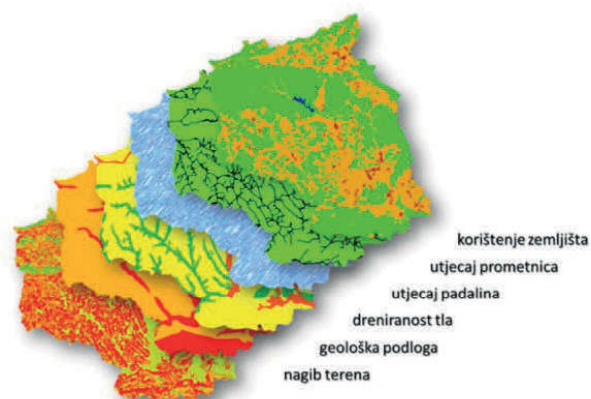 korištenje zemljišta
utjecaj prometnica
utjecaj padalina
dreniranost tla
geološka podloga
nagib terena